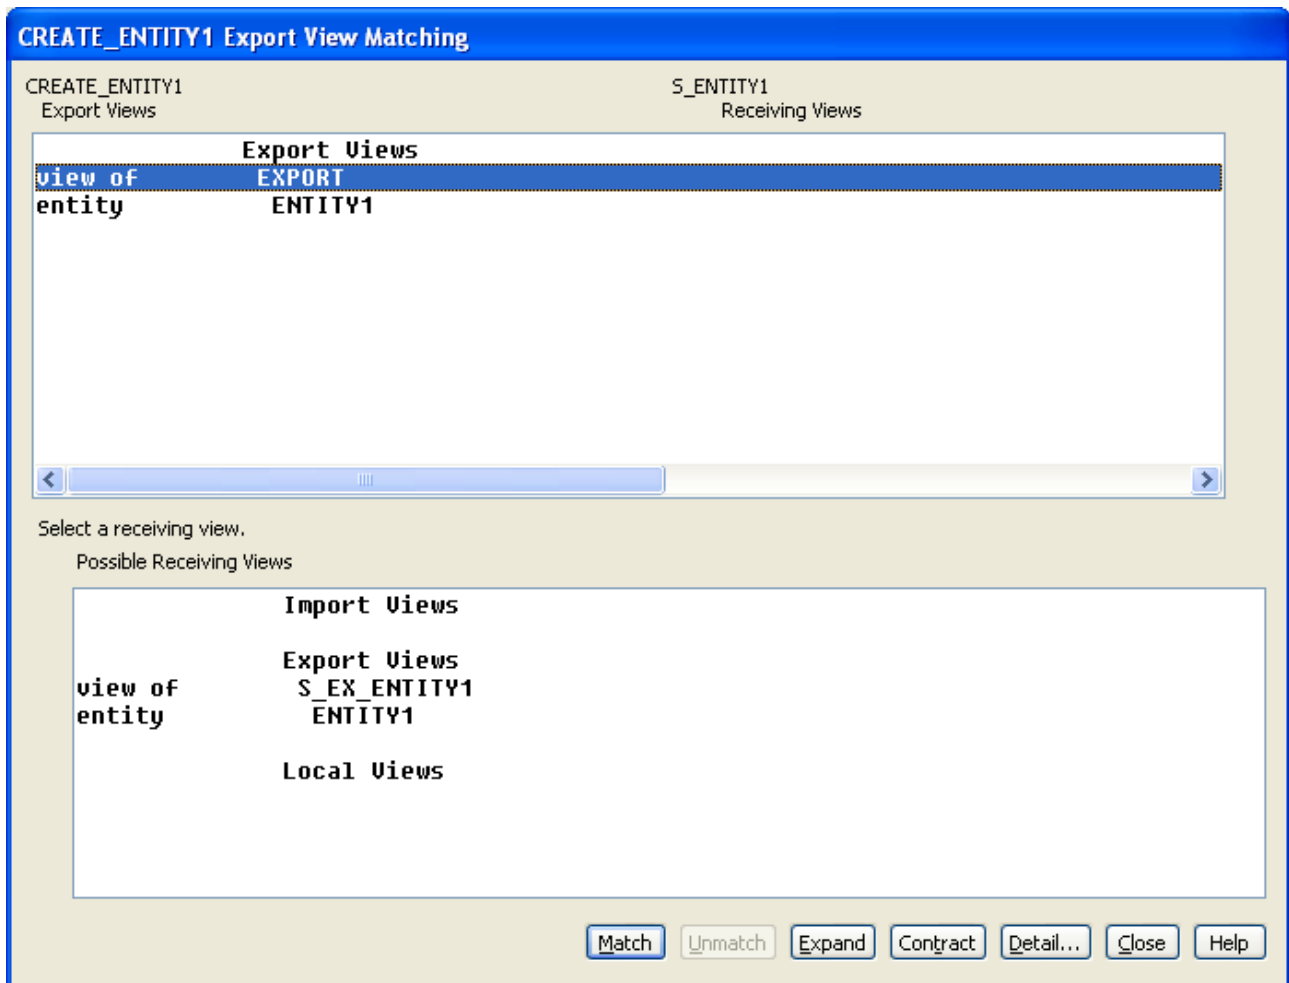 CREATE_ENTITY1 Export View Matching
CREATE_ENTITY1 S_ENTITY1
Export Views Receiving Views
Export Views
view of EXPORT
entity ENTITY1
Select a receiving view.
Possible Receiving Views
Import Views
Export Views
view of S_EX_ENTITY1
entity ENTITY1
Local Views
Match Unmatch Expand Contract Detail... Close Help